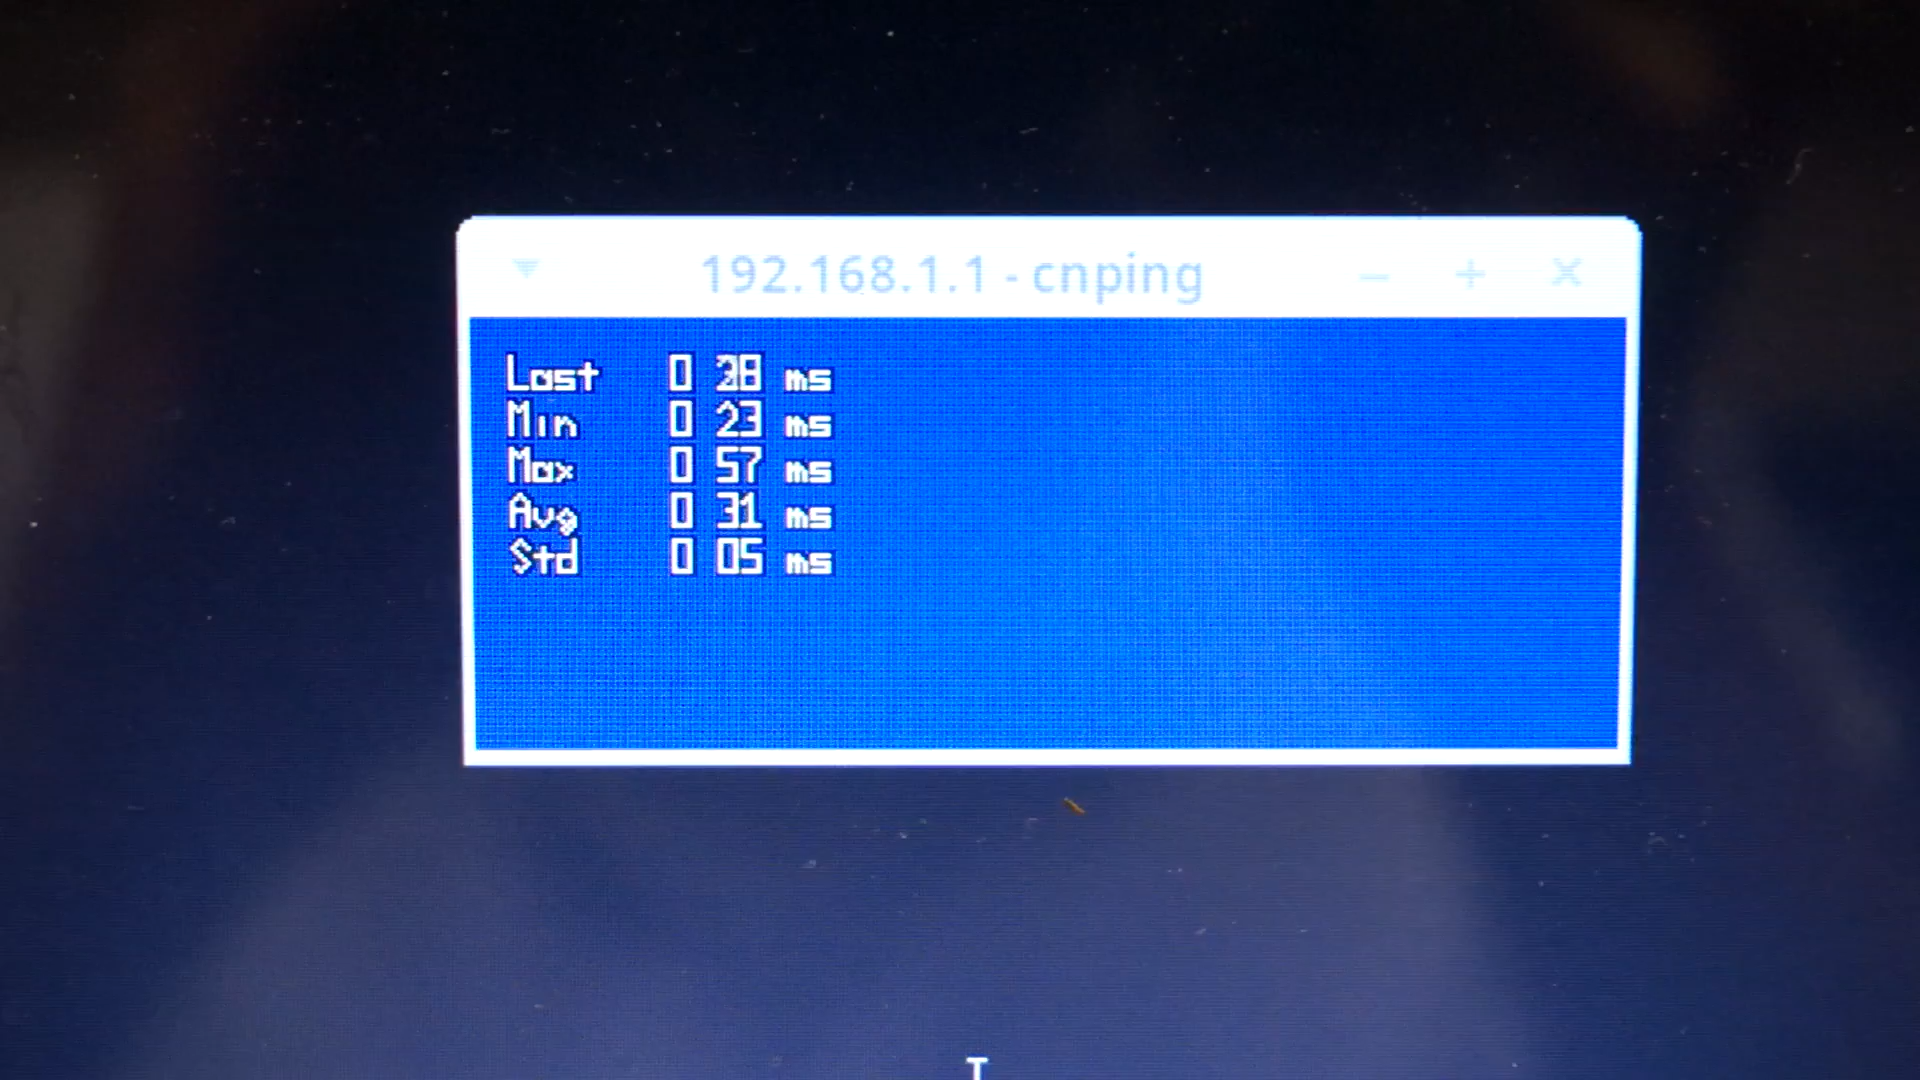 192.168.1.1 - cnping
Last 0 ms
Min 0 23 ms
Max 0 57 ms
Avg 0 31 ms
Std 0 05 ms